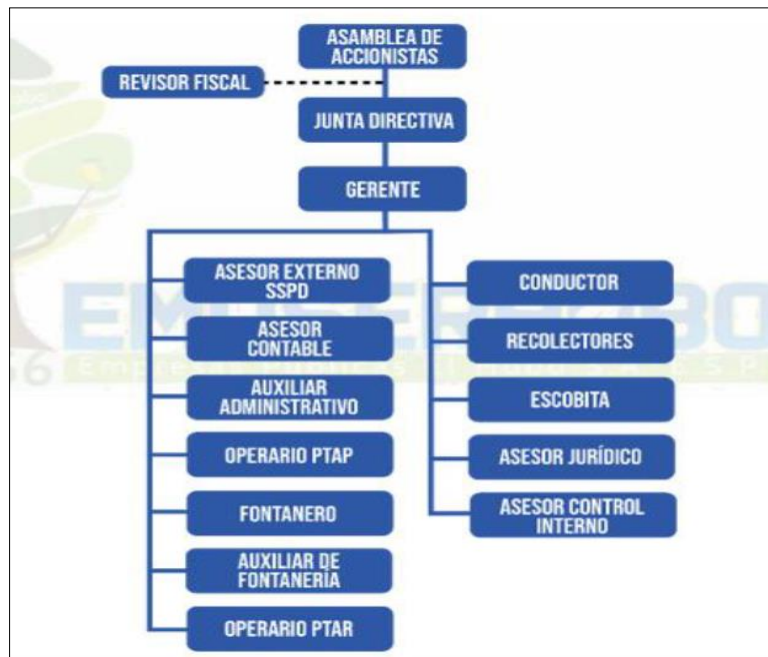 ASAMBLEA DE
ACCIONISTAS
REVISOR FISCAL
JUNTA DIRECTIVA
GERENTE
ASESOR EXTERNO
SSPD
ASESOR
CONTABLE
AUXILIAR
ADMINISTRATIVO
OPERARIO PTAP
FONTANERO
AUXILIAR DE
FONTANERÍA
OPERARIO PTAR
CONDUCTOR
RECOLECTORES
ESCOBITA
ASESOR JURÍDICO
ASESOR CONTROL
INTERNO